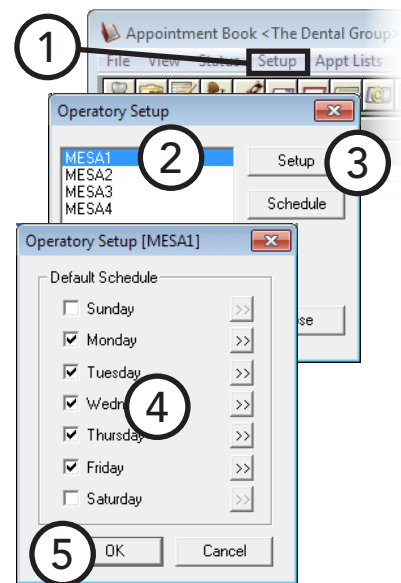 1
Appointment Book <The Dental Group>
File View Setup Appt Lists
Operatory Setup
MESA1
MESA2
MESA3
MESA4
2
Setup
3
Schedule
Operatory Setup [MESA1]
Default Schedule
Sunday >>
Monday >>
Tuesday >>
>>
4
Thursday >>
Friday >>
Saturday >>
5
OK
Cancel